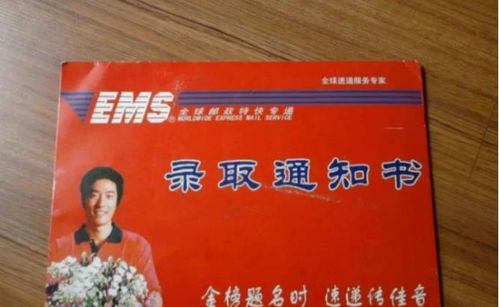 全球速递服务专家
EMS®
全球邮政特快专递
WORLDWIDE EXPRESS MAIL SERVICE
录取通知书
金榜题名时 速递传佳音